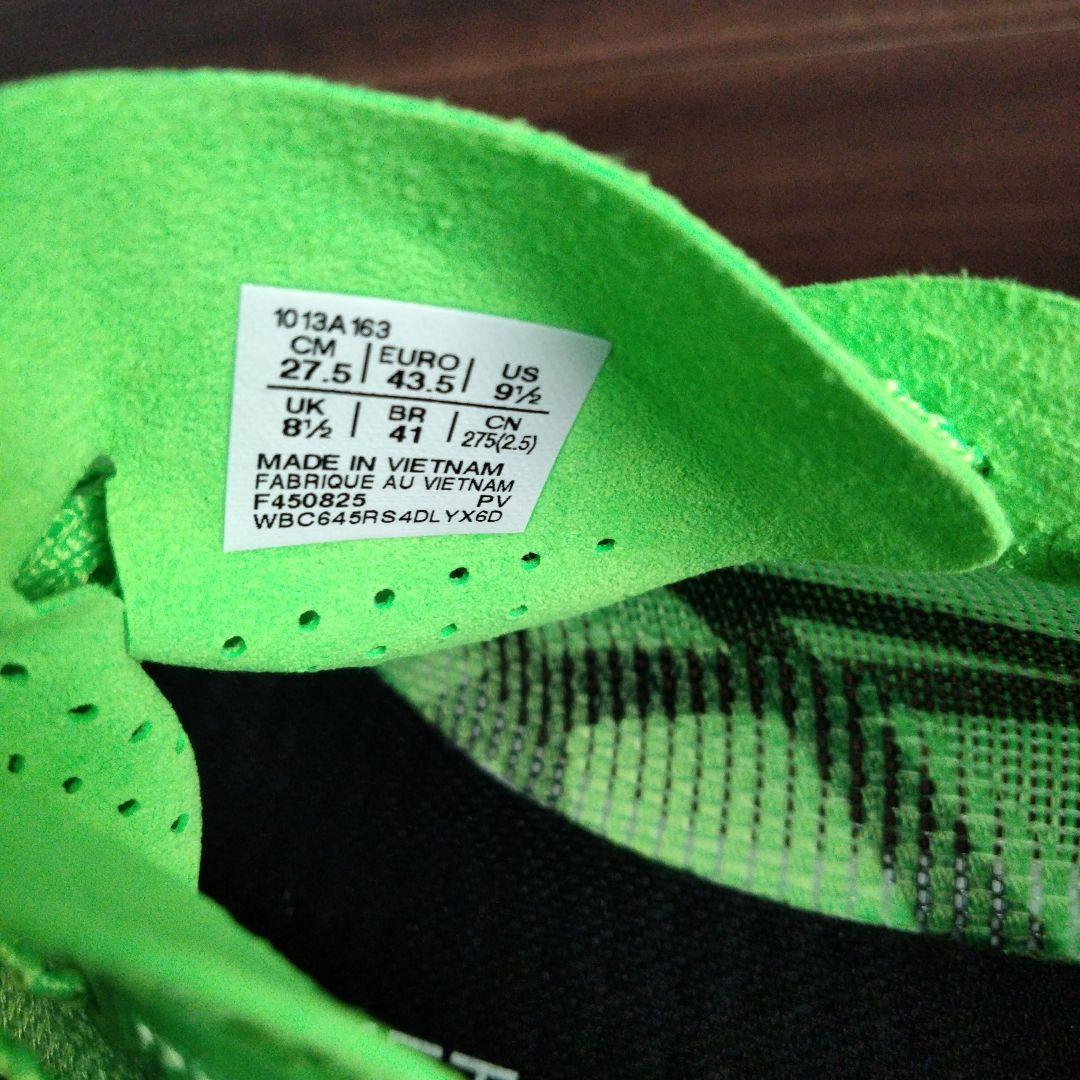 1013A163
CM | EURO | US
27.5 | 43.5 | 9½
UK | BR | CN
8½ | 41 | 275(2.5)
MADE IN VIETNAM
FABRIQUE AU VIETNAM
F450825 PV
WBC645RS4DLYX6D